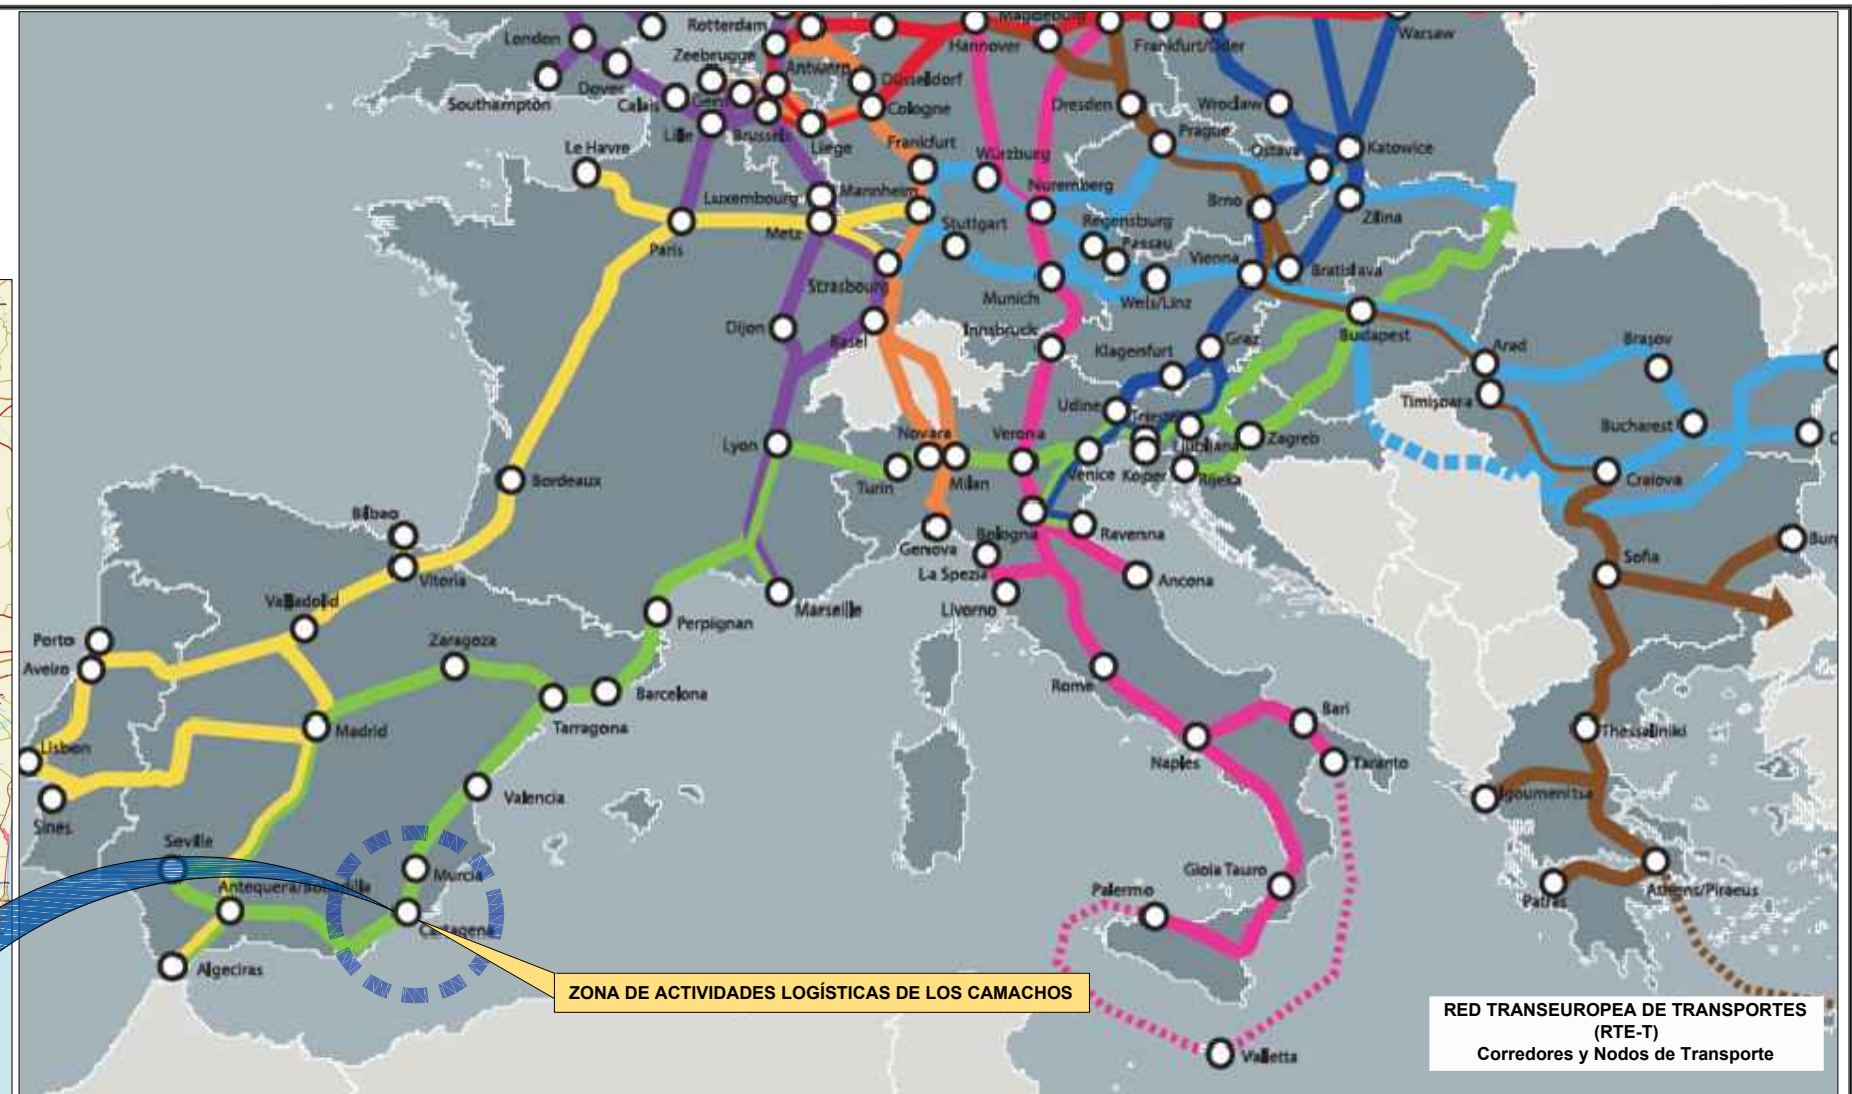 Rotterdam
Magdeburg
London
Hannover
Frankfurt/Oder
Warsaw
Zeebrugge
Antwerp
Düsseldorf
Dover
Southampton
Calais
Gent
Cologne
Dresden
Wroclaw
Lille
Brussels
Liege
Frankfurt
Prague
Le Havre
Würzburg
Ostava
Katowice
Luxembourg
Mannheim
Nuremberg
Brno
Zilina
Paris
Metz
Stuttgart
Regensburg
Passau
Vienna
Bratislava
Strasbourg
Munich
Wels/Linz
Dijon
Basel
Innsbruck
Klagenfurt
Graz
Budapest
Arad
Brasov
Udine
Trieste
Timişoara
Lyon
Novara
Verona
Ljubljana
Zagreb
Bucharest
Turin
Milan
Venice
Koper
Rijeka
Craiova
Bordeaux
Bilbao
Genova
Bologna
Ravenna
Sofia
Burg
Vitoria
La Spezia
Ancona
Valladolid
Marseille
Livorno
Perpignan
Porto
Zaragoza
Aveiro
Rome
Barcelona
Bari
Madrid
Tarragona
Thessaliniki
Lisbon
Naples
Taranto
Valencia
Igoumenitsa
Sines
Seville
Murcia
Gioia Tauro
Antequera/Bobadilla
Palermo
Athens/Piraeus
Patras
Cartagena
Algeciras
ZONA DE ACTIVIDADES LOGÍSTICAS DE LOS CAMACHOS
RED TRANSEUROPEA DE TRANSPORTES
(RTE-T)
Corredores y Nodos de Transporte
Valletta